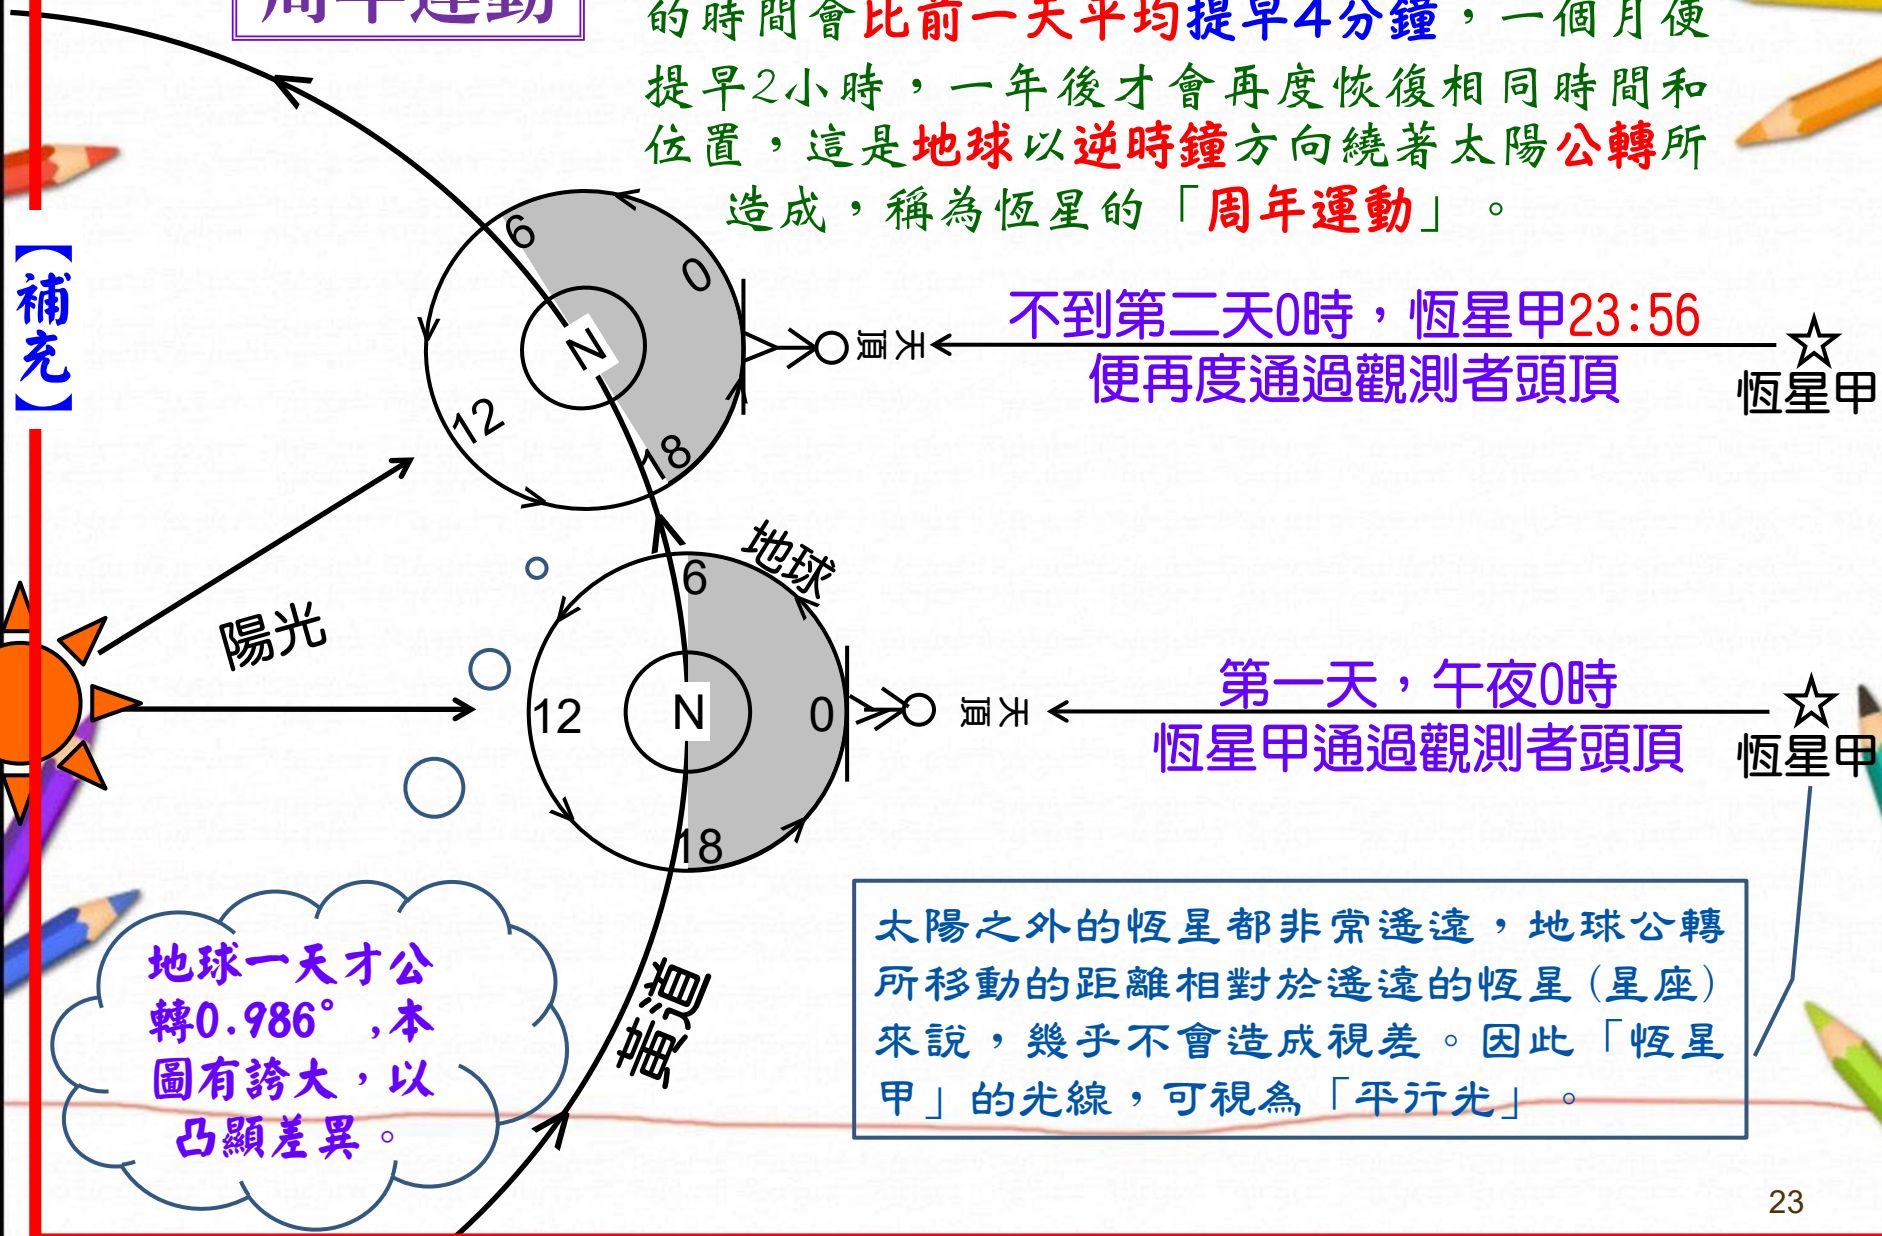 周年運動
的時間會比前一天平均提早4分鐘，一個月便
提早2小時，一年後才會再度恢復相同時間和
位置，這是地球以逆時鐘方向繞著太陽公轉所
造成，稱為恆星的「周年運動」。
【補充】
6
0
12
18
N
天頂
不到第二天0時，恆星甲23:56
便再度通過觀測者頭頂
恆星甲
陽光
地球
6
12
N
0
18
天頂
第一天，午夜0時
恆星甲通過觀測者頭頂
恆星甲
黃道
地球一天才公
轉0.986°,本
圖有誇大，以
凸顯差異。
太陽之外的恆星都非常遙遠，地球公轉
所移動的距離相對於遙遠的恆星(星座)
來說，幾乎不會造成視差。因此「恆星
甲」的光線，可視為「平行光」。
23